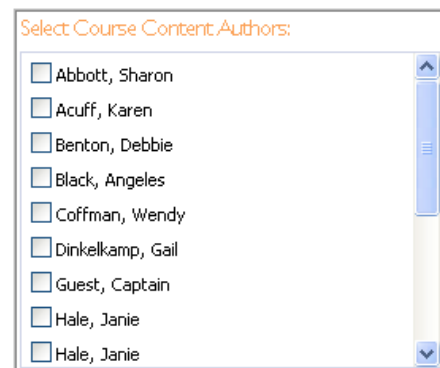 Select Course Content Authors:
Abbott, Sharon
Acuff, Karen
Benton, Debbie
Black, Angeles
Coffman, Wendy
Dinkelkamp, Gail
Guest, Captain
Hale, Janie
Hale, Janie